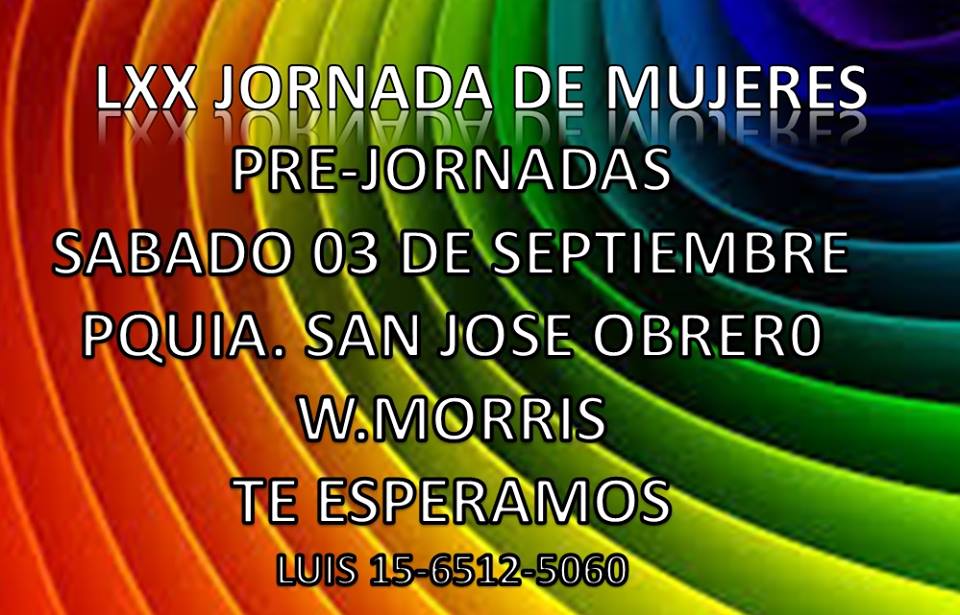 LXX JORNADA DE MUJERES
PRE-JORNADAS
SABADO 03 DE SEPTIEMBRE
PQUIA. SAN JOSE OBRER0
W.MORRIS
TE ESPERAMOS
LUIS 15-6512-5060